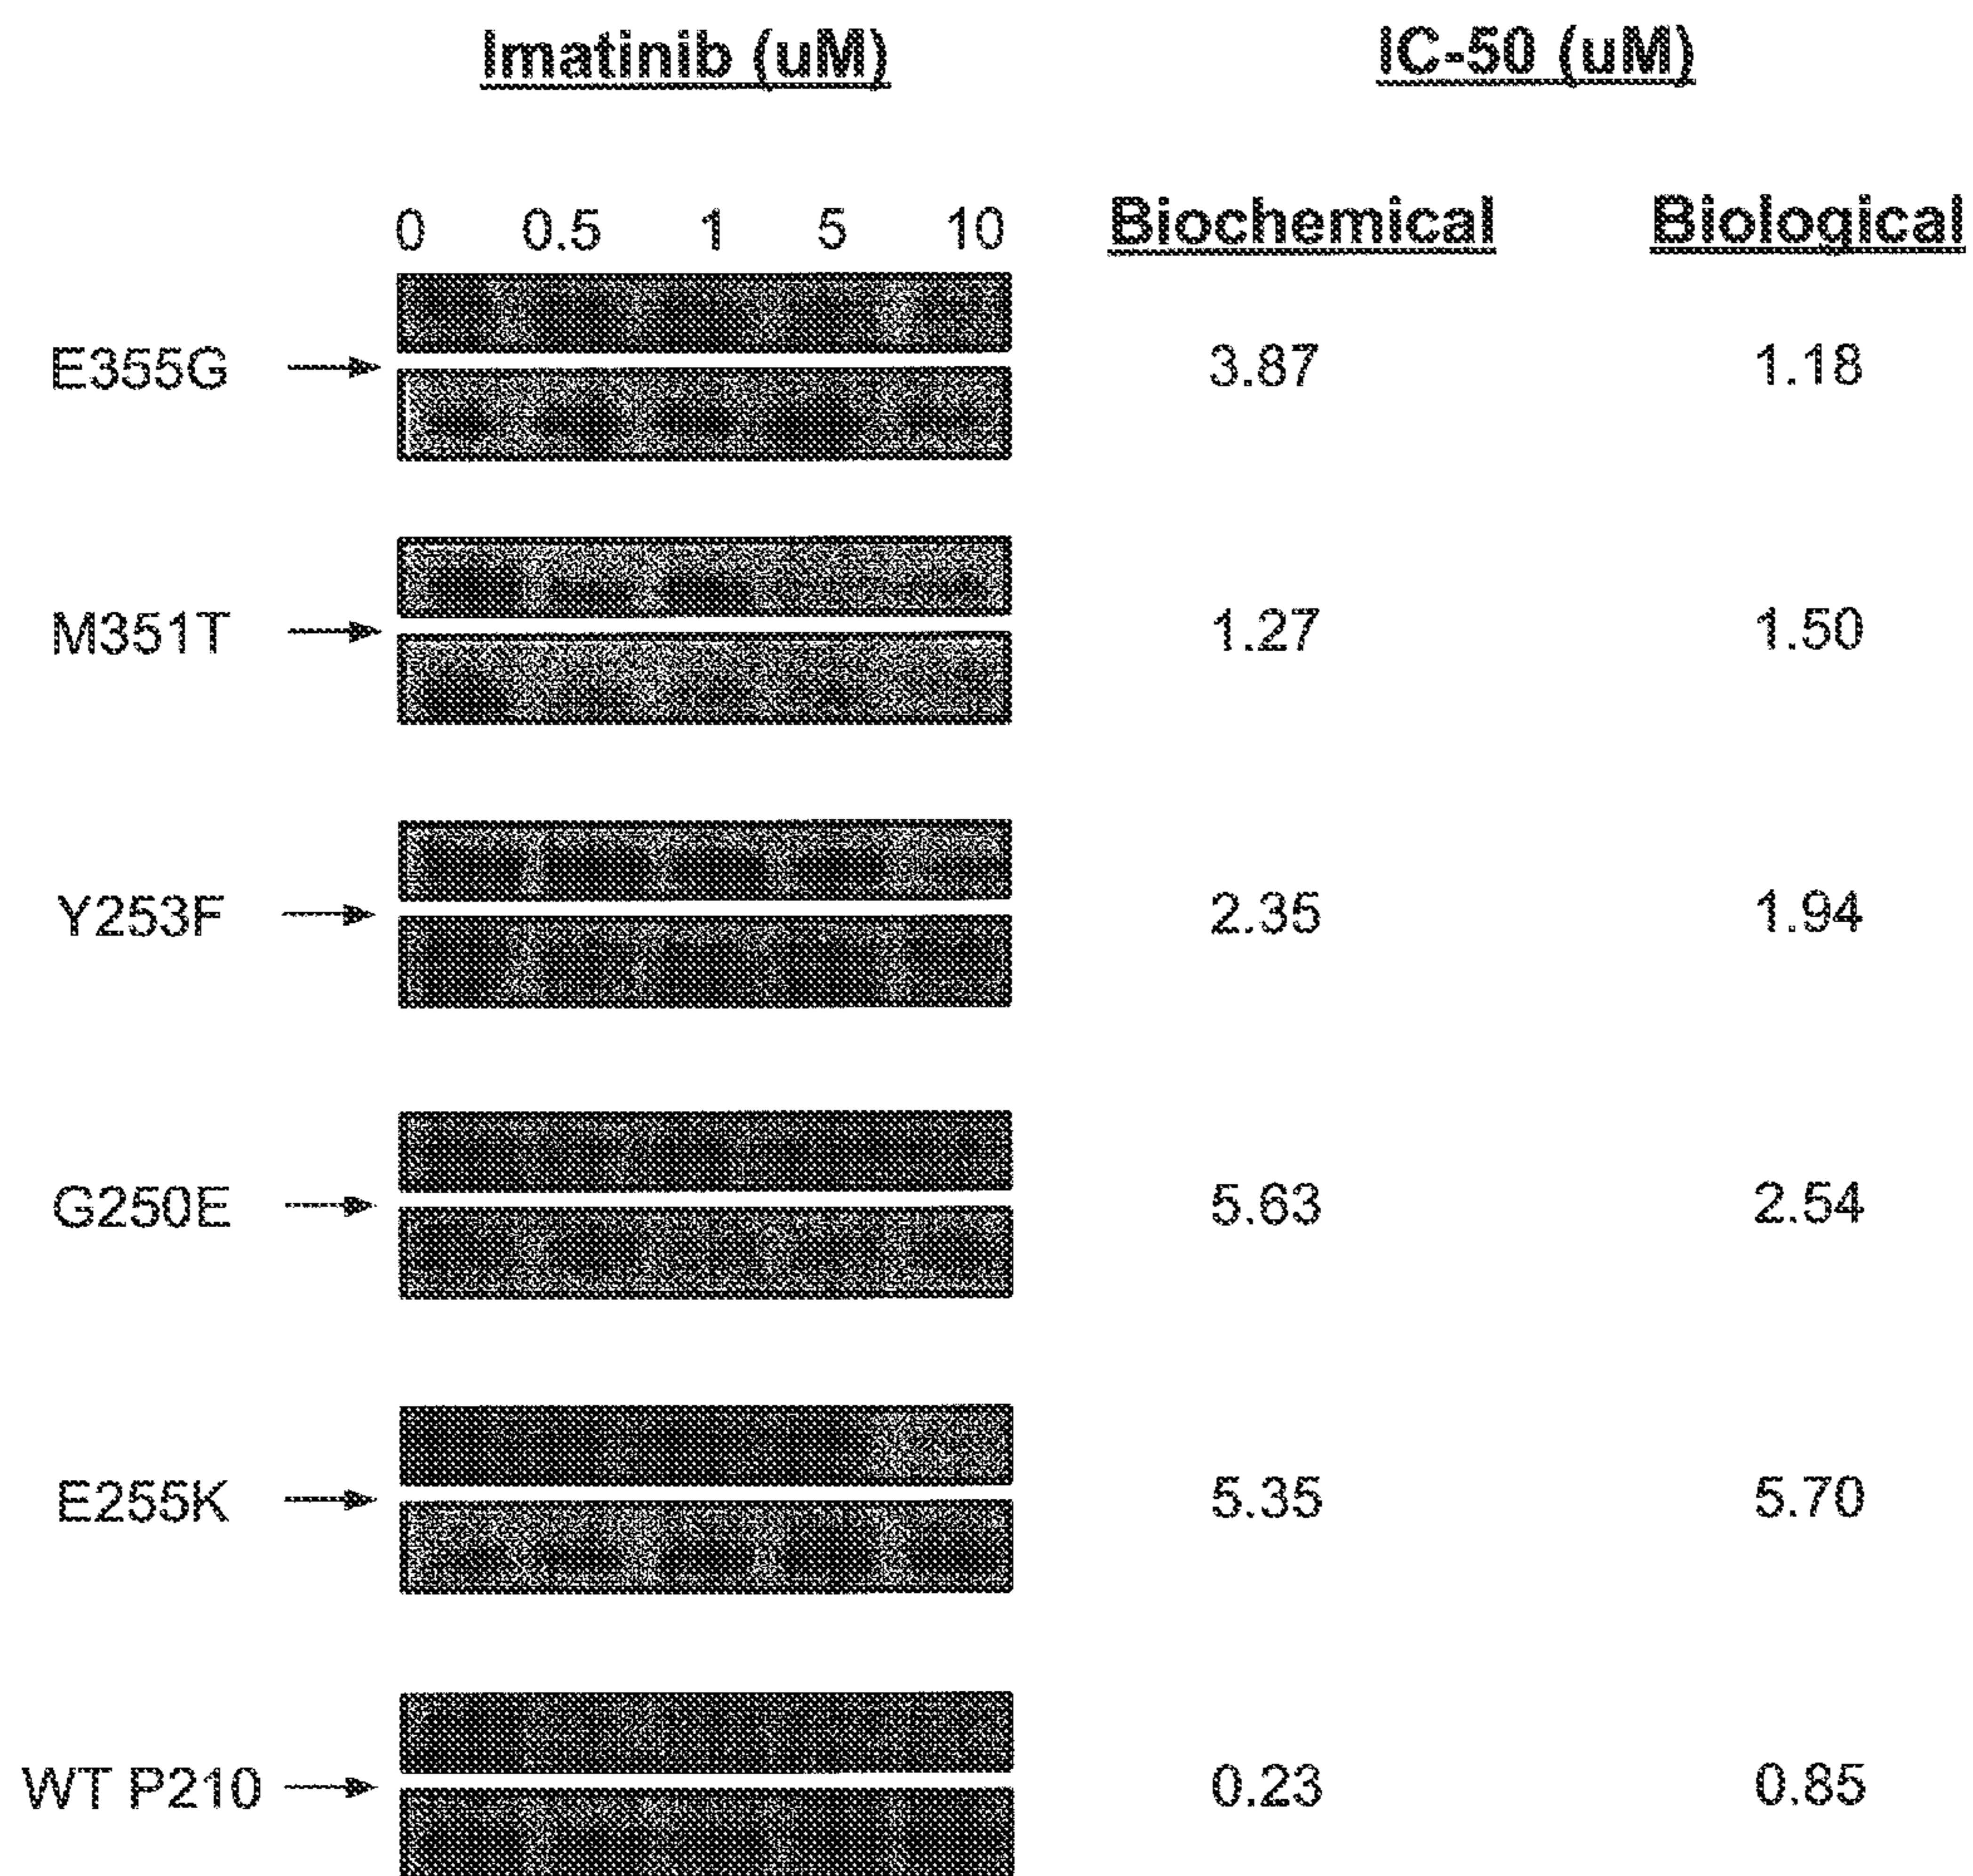 Imatinib (uM) IC-50 (uM)
0 0.5 1 5 10 Biochemical Biological
E355G 3.87 1.18
M351T 1.27 1.50
Y253F 2.35 1.94
G250E 5.63 2.54
E255K 5.35 5.70
WT P210 0.23 0.85